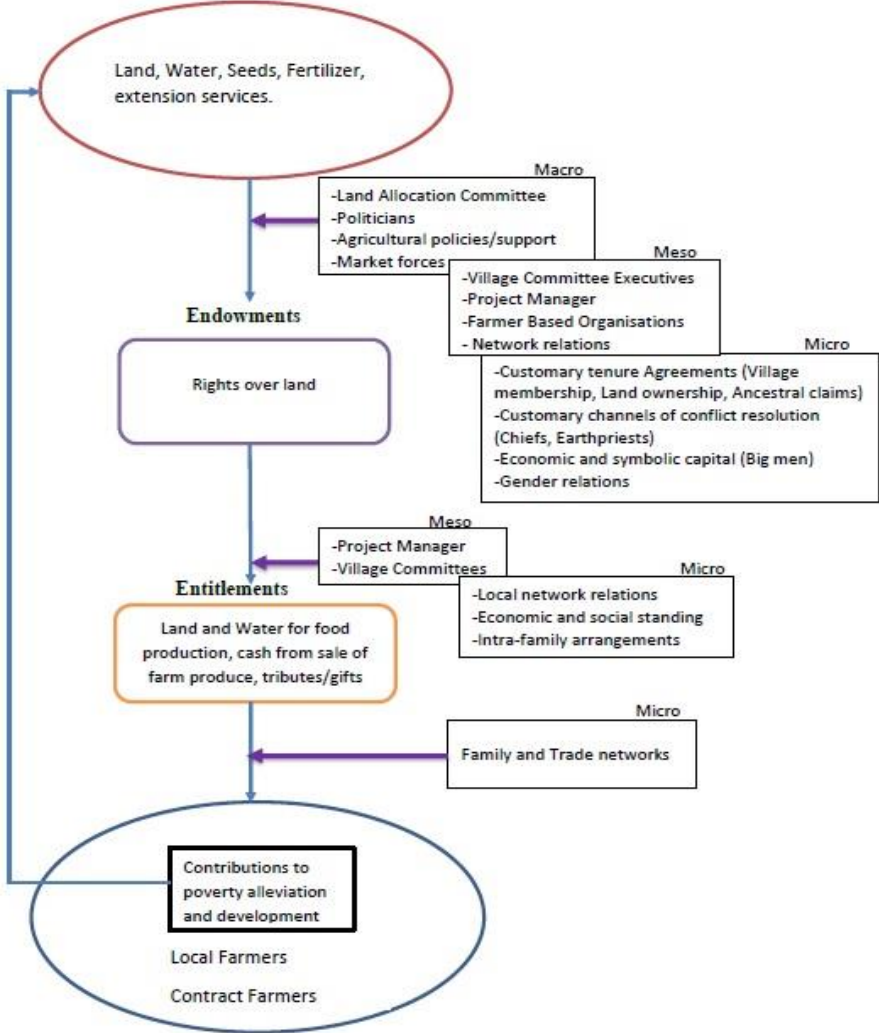 Land, Water, Seeds, Fertilizer,
extension services.
Macro
-Land Allocation Committee
-Politicians
-Agricultural policies/support
-Market forces
Meso
-Village Committee Executives
-Project Manager
-Farmer Based Organisations
- Network relations
Micro
-Customary tenure Agreements (Village
membership, Land ownership, Ancestral claims)
-Customary channels of conflict resolution
(Chiefs, Earthpriests)
-Economic and symbolic capital (Big men)
-Gender relations
Endowments
Rights over land
Meso
-Project Manager
-Village Committees
Micro
-Local network relations
-Economic and social standing
-Intra-family arrangements
Entitlements
Land and Water for food
production, cash from sale of
farm produce, tributes/gifts
Micro
Family and Trade networks
Contributions to
poverty alleviation
and development
Local Farmers
Contract Farmers